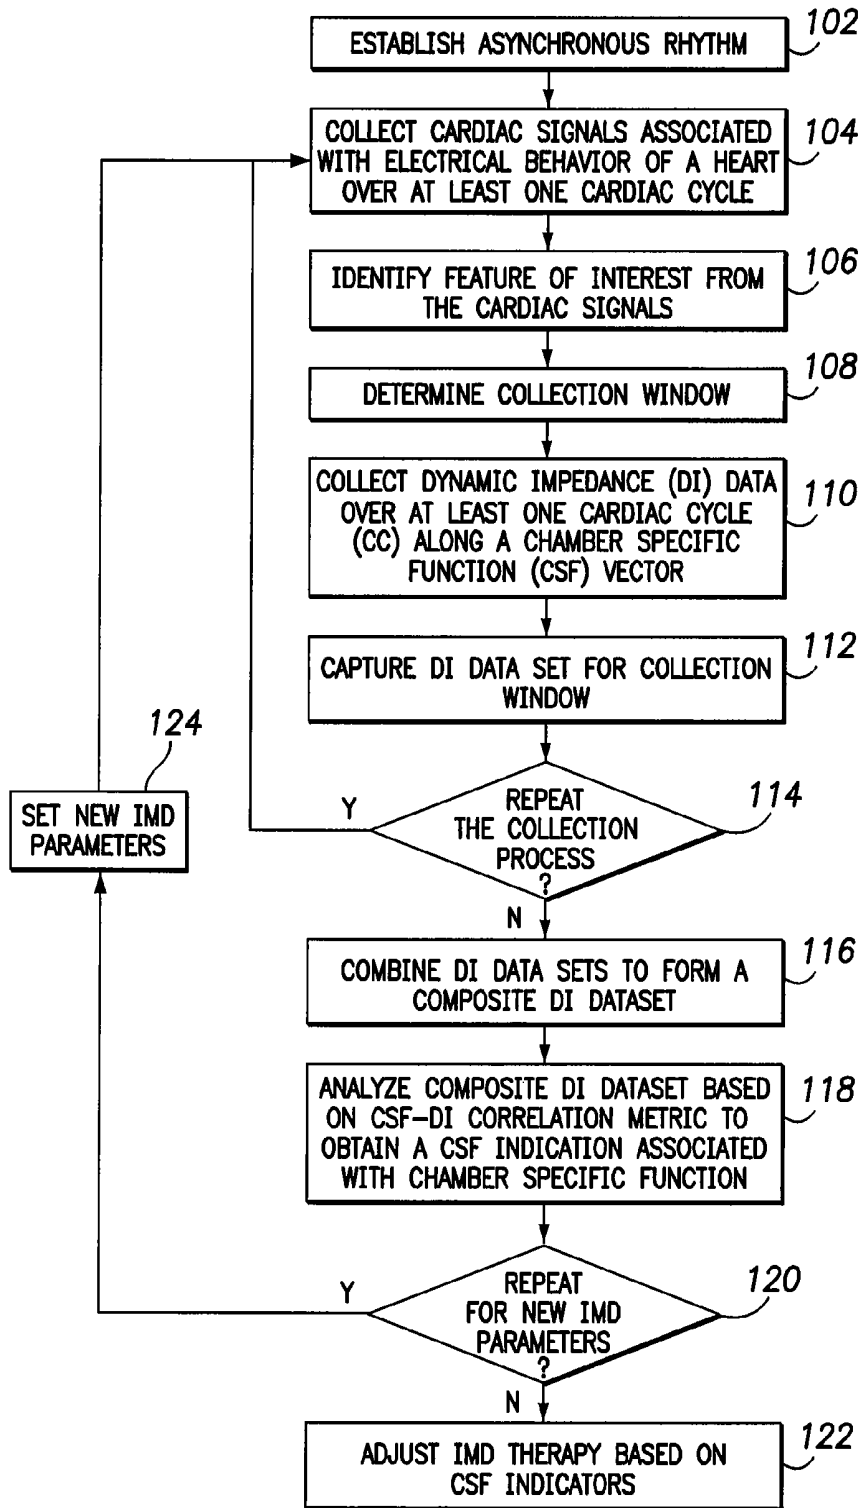 102
ESTABLISH ASYNCHRONOUS RHYTHM
104
COLLECT CARDIAC SIGNALS ASSOCIATED
WITH ELECTRICAL BEHAVIOR OF A HEART
OVER AT LEAST ONE CARDIAC CYCLE
106
IDENTIFY FEATURE OF INTEREST FROM
THE CARDIAC SIGNALS
108
DETERMINE COLLECTION WINDOW
COLLECT DYNAMIC IMPEDANCE (DI) DATA
OVER AT LEAST ONE CARDIAC CYCLE
(CC) ALONG A CHAMBER SPECIFIC
FUNCTION (CSF) VECTOR
110
112
CAPTURE DI DATA SET FOR COLLECTION
WINDOW
124
SET NEW IMD
PARAMETERS
Y
REPEAT
THE COLLECTION
PROCESS
?
114
N
116
COMBINE DI DATA SETS TO FORM A
COMPOSITE DI DATASET
118
ANALYZE COMPOSITE DI DATASET BASED
ON CSF-DI CORRELATION METRIC TO
OBTAIN A CSF INDICATION ASSOCIATED
WITH CHAMBER SPECIFIC FUNCTION
Y
REPEAT
FOR NEW IMD
PARAMETERS
?
120
N
122
ADJUST IMD THERAPY BASED ON
CSF INDICATORS